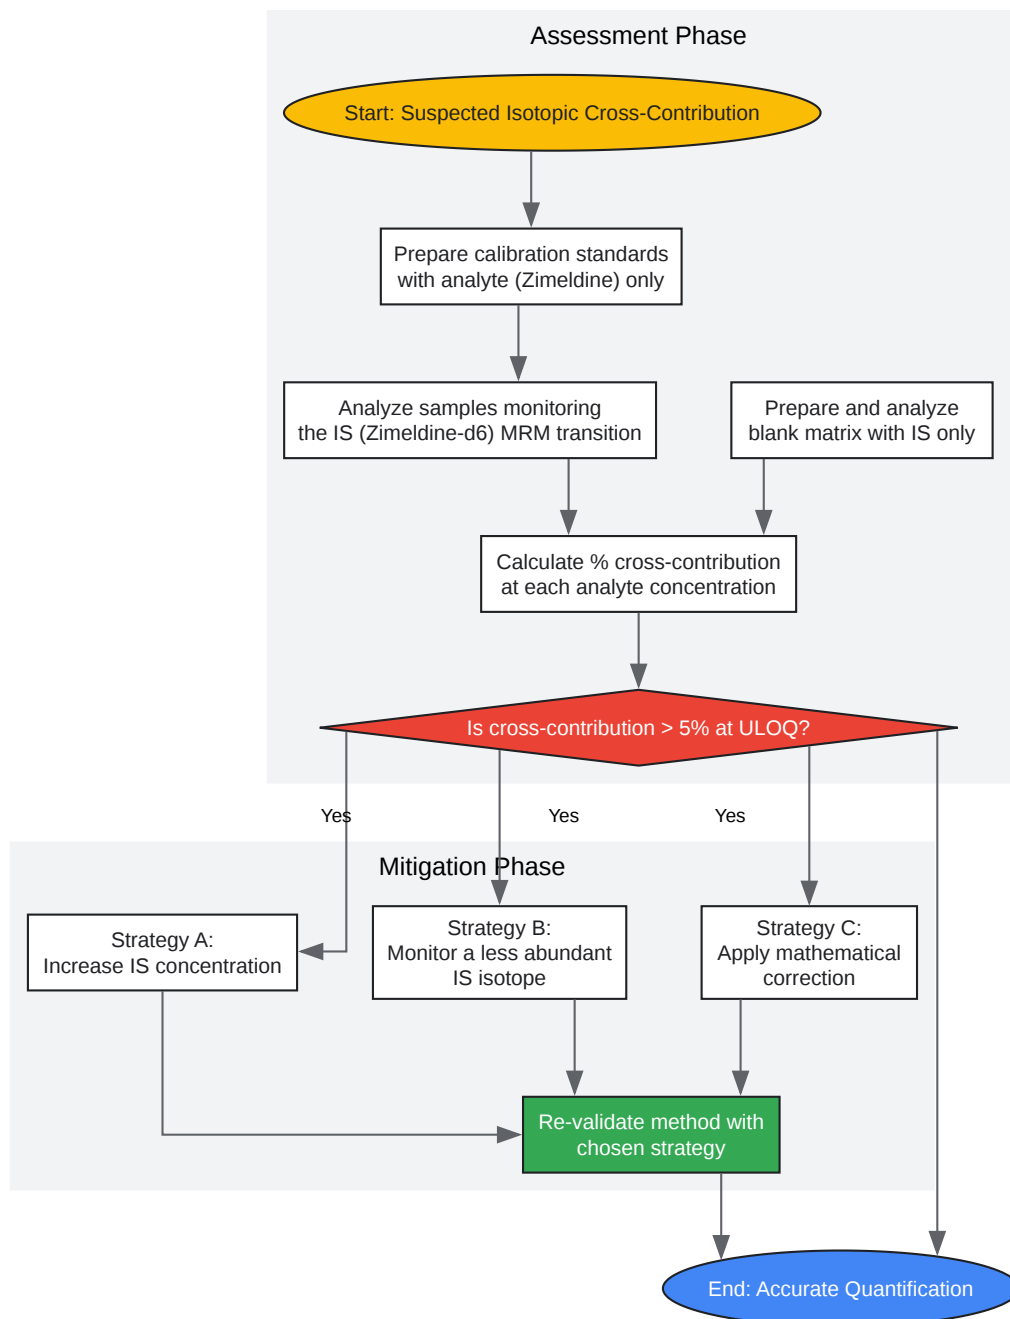 Assessment Phase
Start: Suspected Isotopic Cross-Contribution
Prepare calibration standards
with analyte (Zimeldine) only
Analyze samples monitoring
the IS (Zimeldine-d6) MRM transition
Prepare and analyze
blank matrix with IS only
Calculate % cross-contribution
at each analyte concentration
Is cross-contribution > 5% at ULOQ?
Yes
Yes
Yes
Mitigation Phase
Strategy A:
Increase IS concentration
Strategy B:
Monitor a less abundant
IS isotope
Strategy C:
Apply mathematical
correction
Re-validate method with
chosen strategy
End: Accurate Quantification